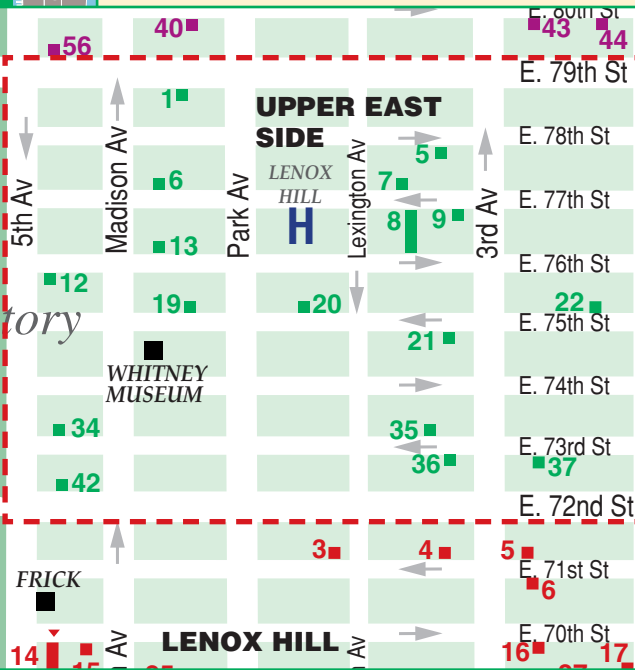 E. 80th St
40
43
44
56
E. 79th St
1
UPPER EAST
SIDE
E. 78th St
5
LENOX
HILL
6
7
E. 77th St
5th Av
Madison Av
Park Av
Lexington Av
3rd Av
H
8
9
13
E. 76th St
12
19
20
22
tory
E. 75th St
21
WHITNEY
MUSEUM
E. 74th St
34
35
E. 73rd St
36
37
42
E. 72nd St
3
4
5
E. 71st St
FRICK
6
LENOX HILL
E. 70th St
14
15
Av
Av
16
17